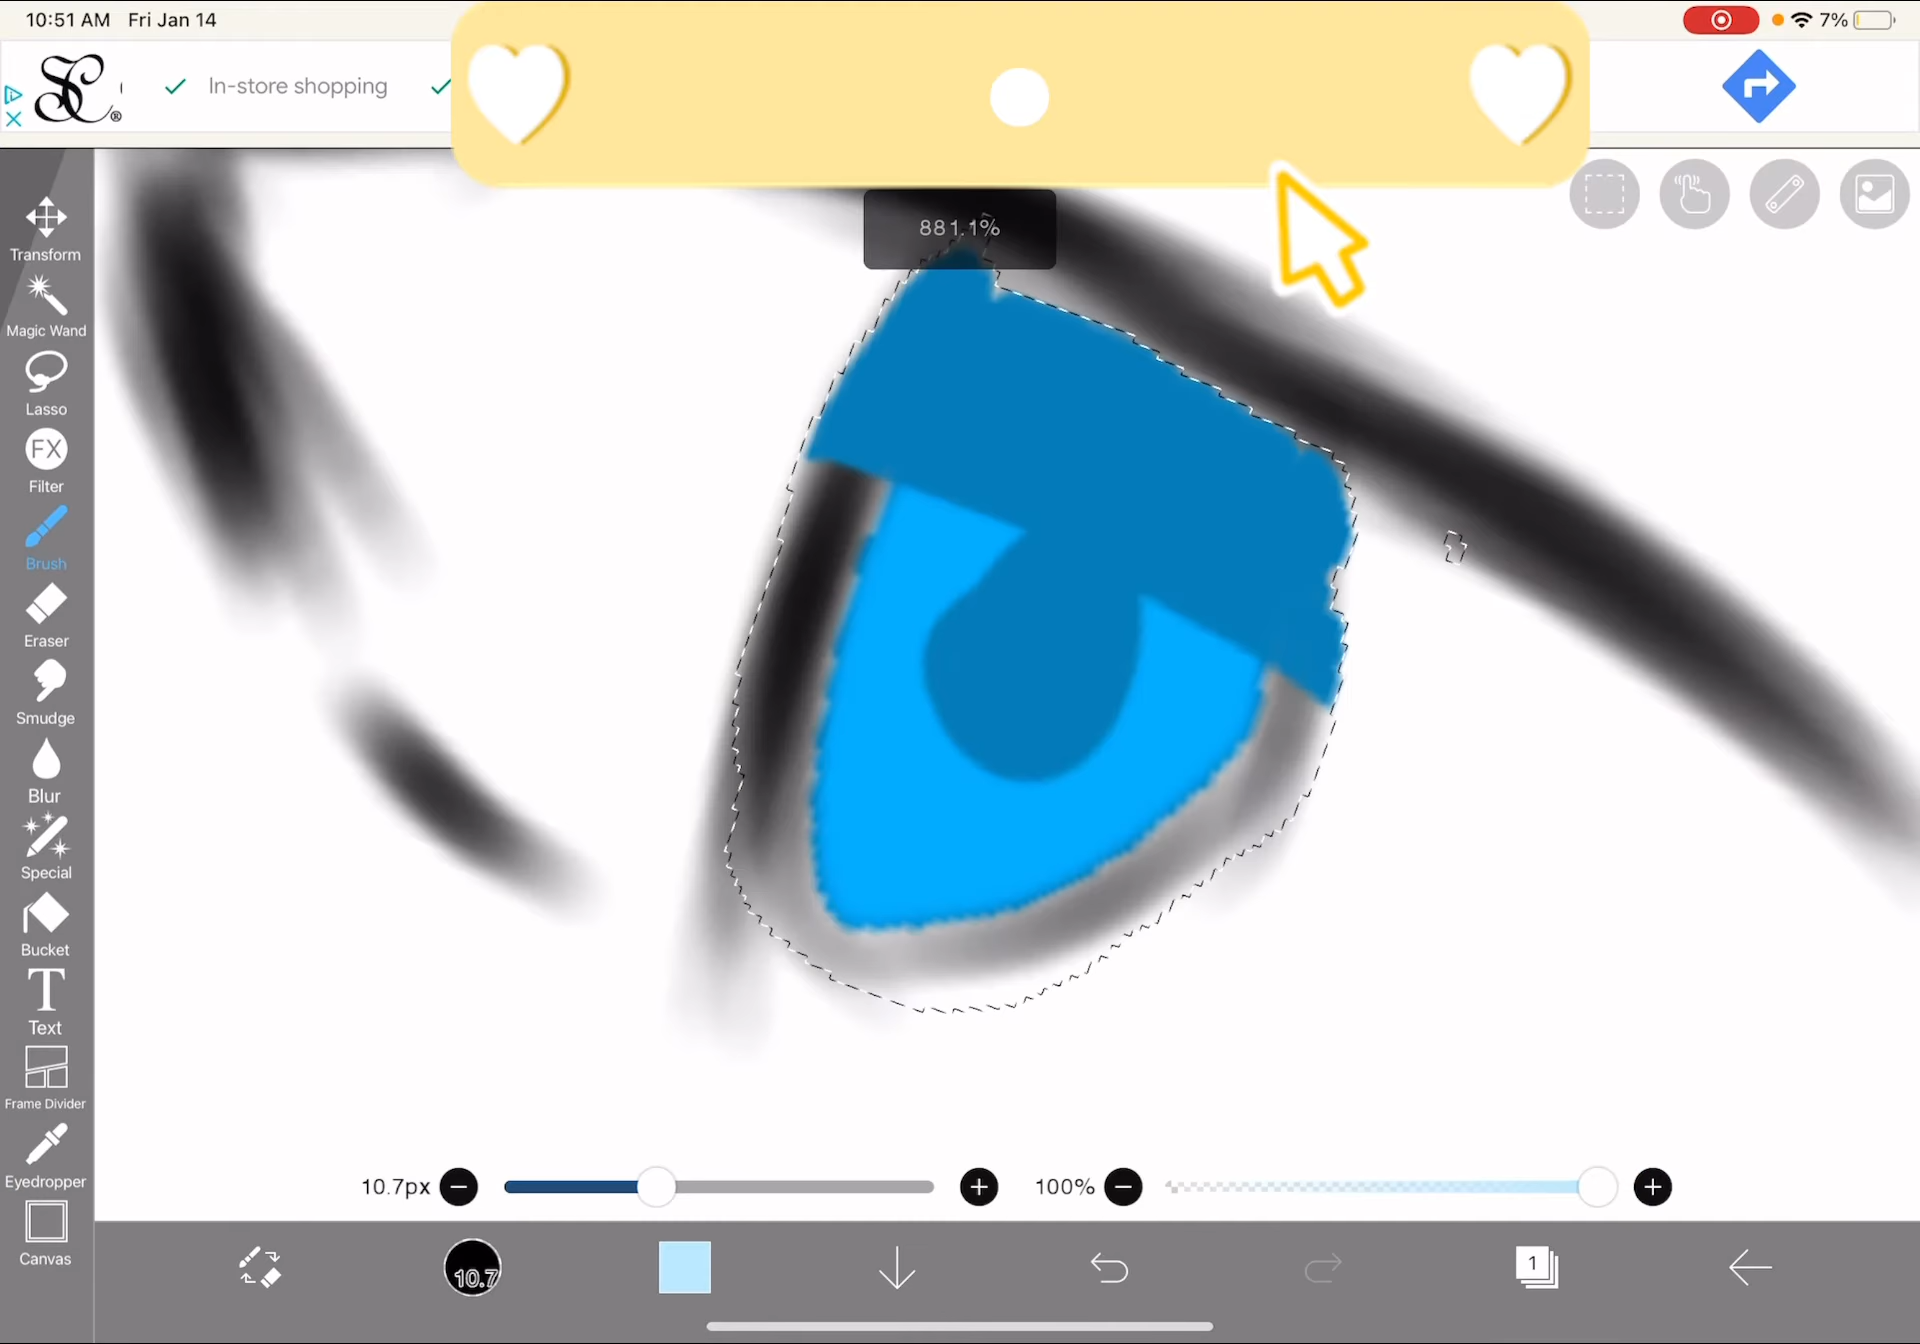 10:51 AM Fri Jan 14
7%
SC®
In-store shopping
881.1%
Transform
Magic Wand
Lasso
FX
Filter
Brush
Eraser
Smudge
Blur
Special
Bucket
T
Text
Frame Divider
Eyedropper
Canvas
10.7px
100%
10.7
1